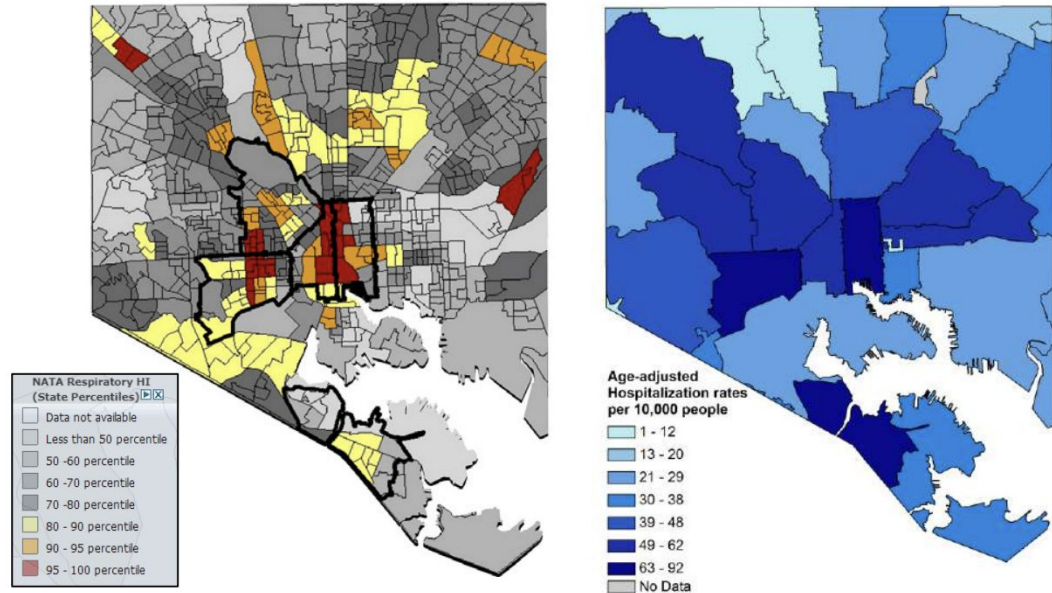 NATA Respiratory HI
(State Percentiles)
Data not available
Less than 50 percentile
50 -60 percentile
60 -70 percentile
70 -80 percentile
80 - 90 percentile
90 - 95 percentile
95 - 100 percentile
Age-adjusted
Hospitalization rates
per 10,000 people
1 - 12
13 - 20
21 - 29
30 - 38
39 - 48
49 - 62
63 - 92
No Data